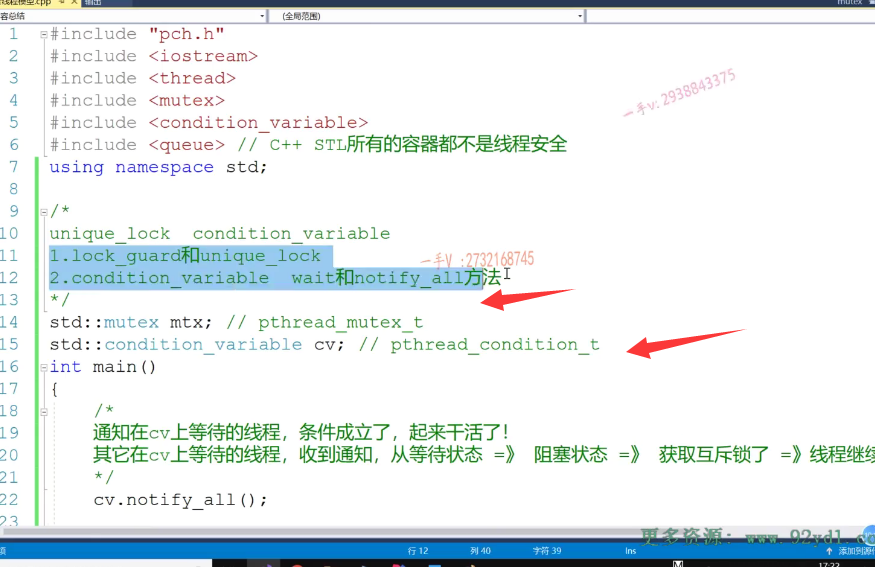 线程模型.cpp 输出 mutex
容总结 (全局范围)
1 #include "pch.h"
2 #include <iostream>
3 #include <thread>
4 #include <mutex>
一手v: 2938843375
5 #include <condition_variable>
6 #include <queue> // C++ STL所有的容器都不是线程安全
7 using namespace std;
8
9 /*
10 unique_lock condition_variable
11 1.lock_guard和unique_lock
一手V :2732168745
12 2.condition_variable wait和notify_all方法
13 */
14 std::mutex mtx; // pthread_mutex_t
15 std::condition_variable cv; // pthread_condition_t
16 int main()
17 {
18 /*
19 通知在cv上等待的线程，条件成立了，起来干活了!
20 其它在cv上等待的线程，收到通知，从等待状态 =》 阻塞状态 =》 获取互斥锁了 =》线程继续
21 */
22 cv.notify_all();
23
更多资源: www.92ydl.co
行 12 列 40 字符 39 Ins 添加到源
17:22